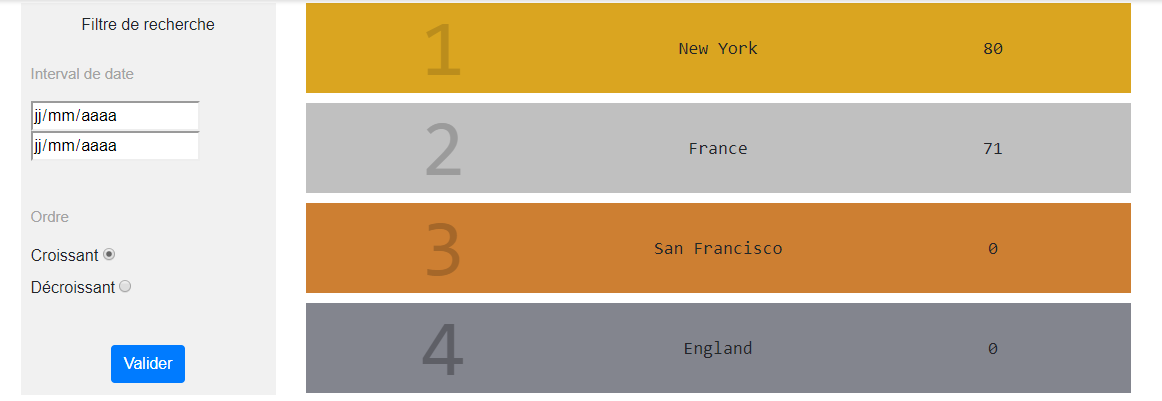 Filtre de recherche
Interval de date
jj/mm/aaaa
jj/mm/aaaa
Ordre
Croissant
Décroissant
Valider
1 New York 80
2 France 71
3 San Francisco 0
4 England 0